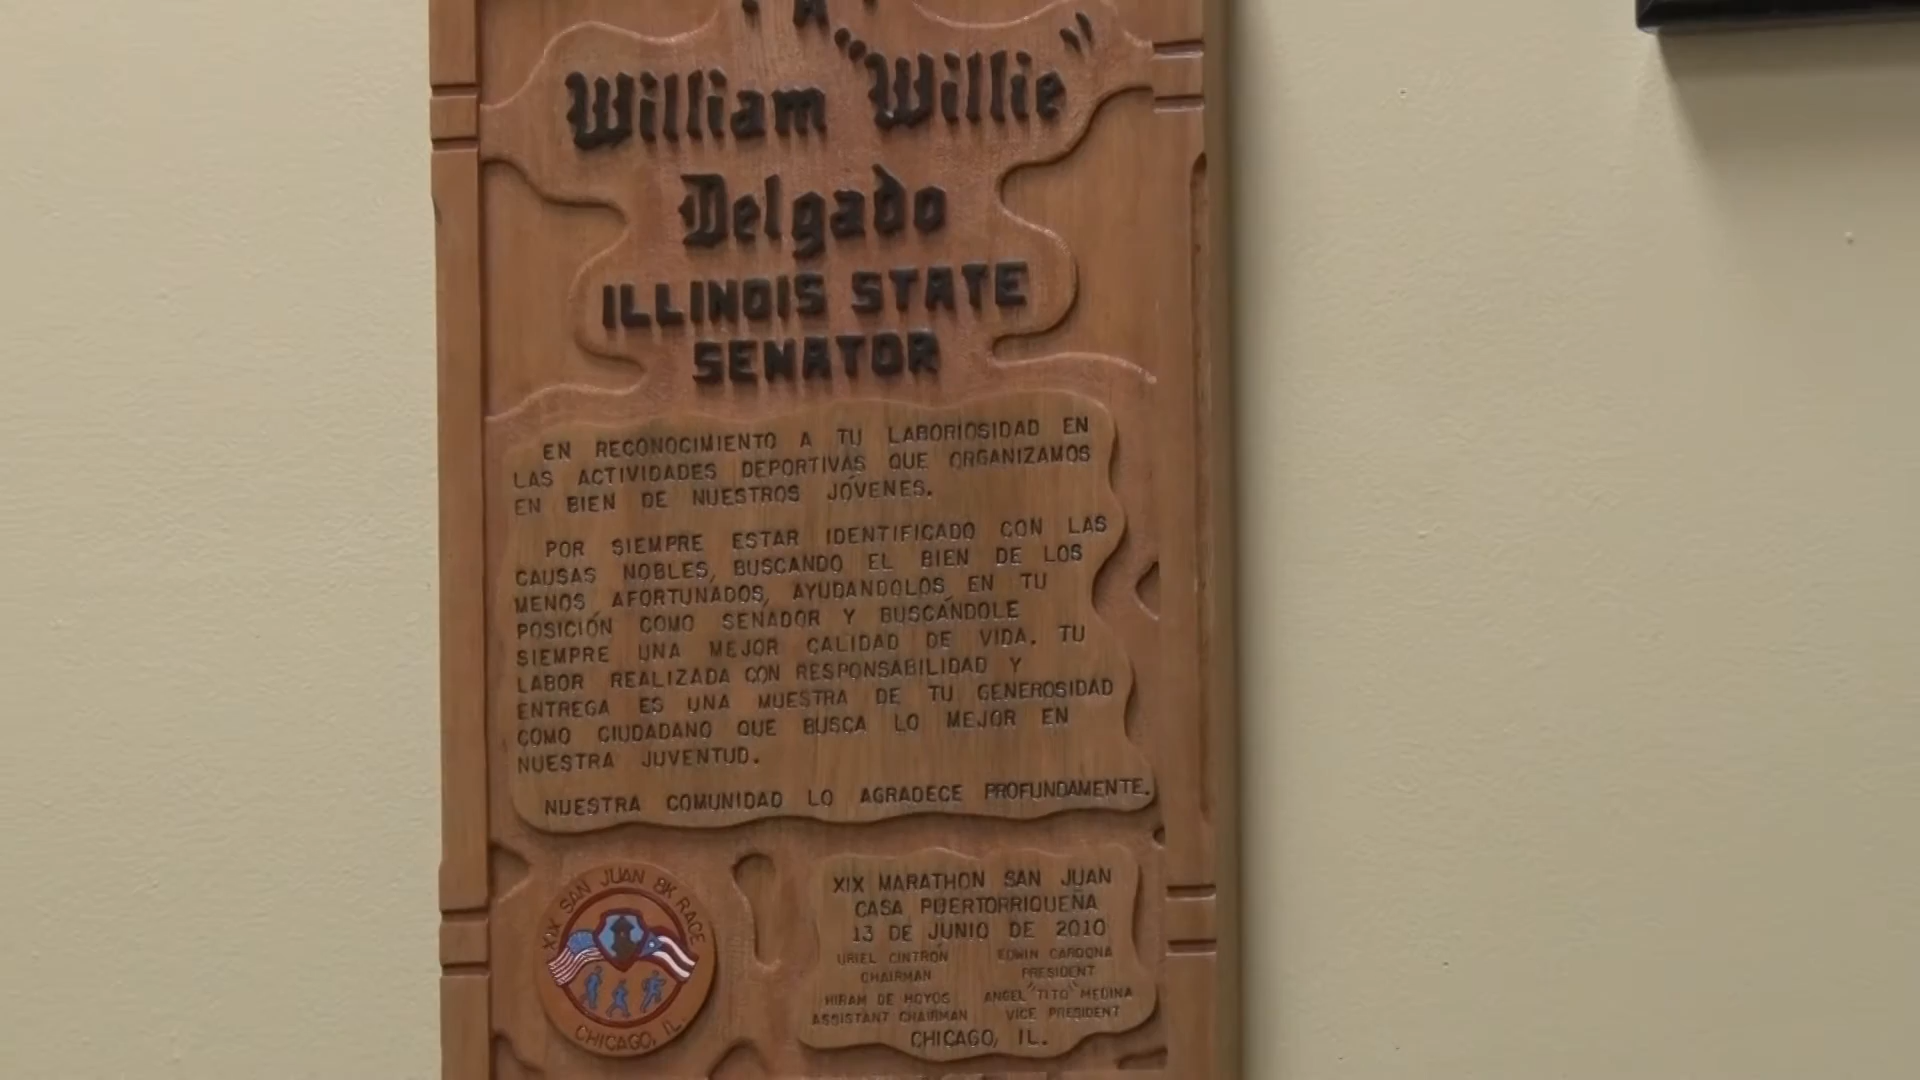 "A"
William "Willie"
Delgado
ILLINOIS STATE
SENATOR
EN RECONOCIMIENTO A TU LABORIOSIDAD EN
LAS ACTIVIDADES DEPORTIVAS QUE ORGANIZAMOS
EN BIEN DE NUESTROS JÓVENES.
POR SIEMPRE ESTAR IDENTIFICADO CON LAS
CAUSAS NOBLES, BUSCANDO EL BIEN DE LOS
MENOS AFORTUNADOS, AYUDANDOLOS EN TU
POSICIÓN COMO SENADOR Y BUSCÁNDOLE
SIEMPRE UNA MEJOR CALIDAD DE VIDA. TU
LABOR REALIZADA CON RESPONSABILIDAD Y
ENTREGA ES UNA MUESTRA DE TU GENEROSIDAD
COMO CIUDADANO QUE BUSCA LO MEJOR EN
NUESTRA JUVENTUD.
NUESTRA COMUNIDAD LO AGRADECE PROFUNDAMENTE.
XIX SAN JUAN 8K RACE
CHICAGO, IL.
XIX MARATHON SAN JUAN
CASA PUERTORRIQUEÑA
13 DE JUNIO DE 2010
URIEL CINTRÓN EDWIN CARDONA
CHAIRMAN PRESIDENT
HIRAM DE HOYOS ANGEL "TITO" MEDINA
ASSISTANT CHAIRMAN VICE PRESIDENT
CHICAGO, IL.